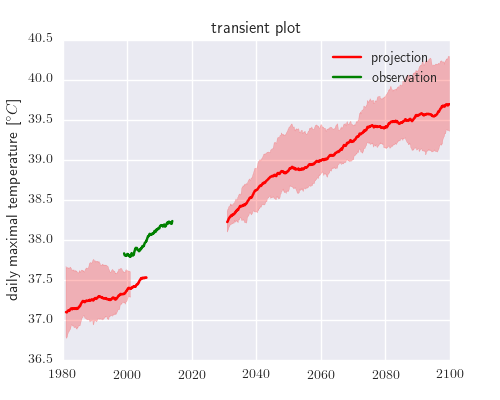 transient plot
40.5
40.0
39.5
39.0
38.5
38.0
37.5
37.0
36.5
daily maximal temperature [°C]
projection
observation
1980 2000 2020 2040 2060 2080 2100